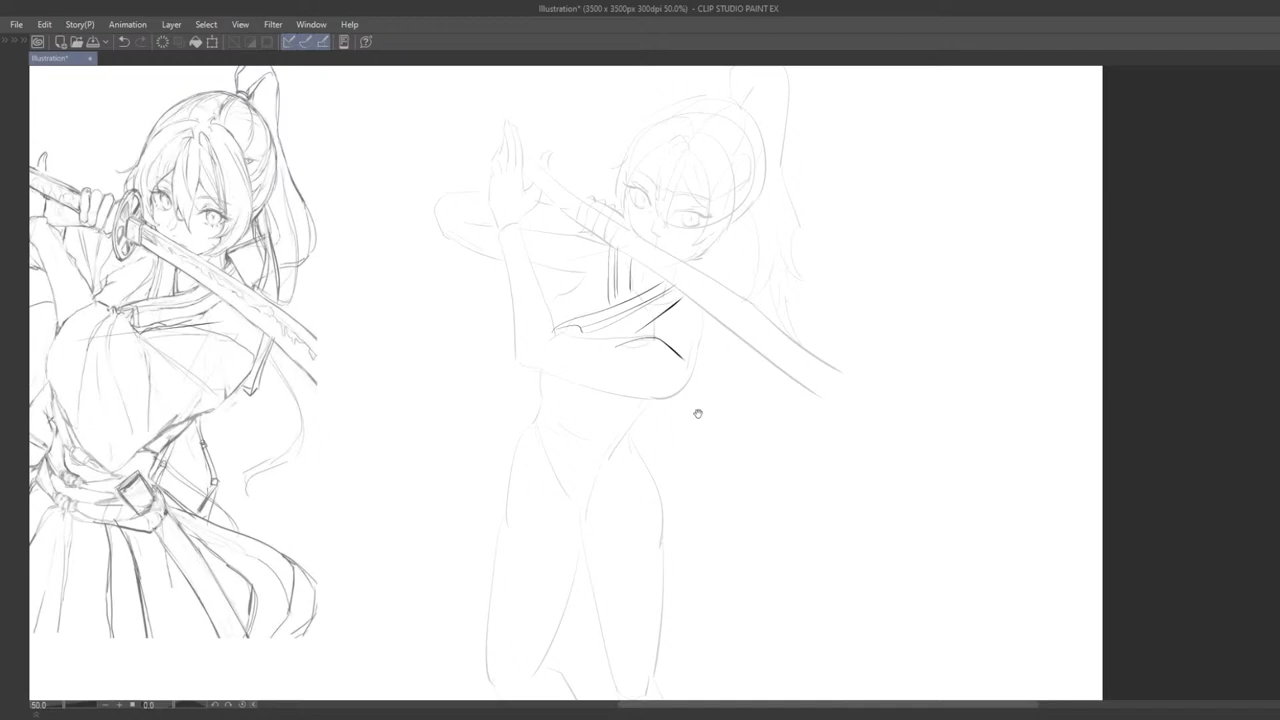 Illustration* (3500 x 3500px 300dpi 50.0%) - CLIP STUDIO PAINT EX
File Edit Story(P) Animation Layer Select View Filter Window Help
Illustration*
50.0 0.0